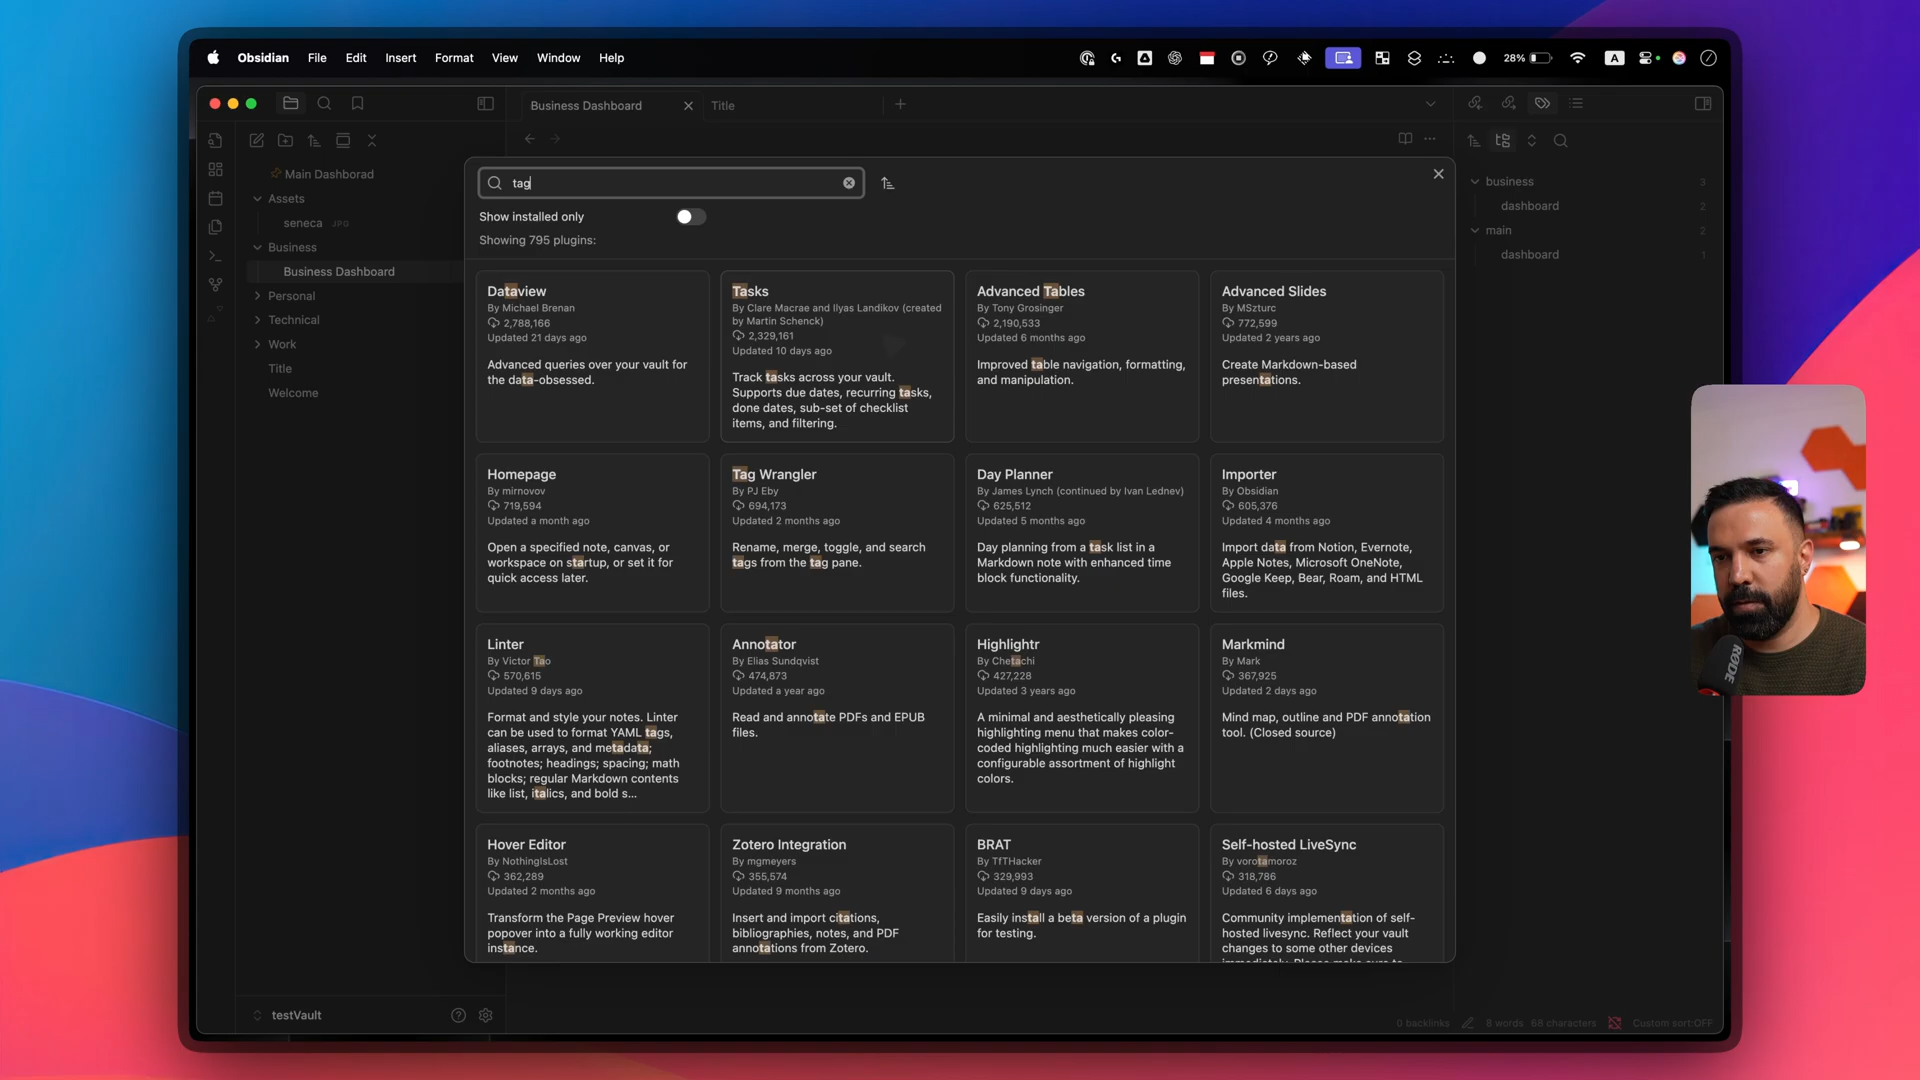 Obsidian File Edit Insert Format View Window Help
28%
A
Business Dashboard
Title
Main Dashborad
Assets
seneca JPG
Business
Business Dashboard
Personal
Technical
Work
Title
Welcome
testVault
tag
Show installed only
Showing 795 plugins:
Dataview
By Michael Brenan
2,788,166
Updated 21 days ago
Advanced queries over your vault for
the data-obsessed.
Tasks
By Clare Macrae and Ilyas Landikov (created
by Martin Schenck)
2,329,161
Updated 10 days ago
Track tasks across your vault.
Supports due dates, recurring tasks,
done dates, sub-set of checklist
items, and filtering.
Advanced Tables
By Tony Grosinger
2,190,533
Updated 6 months ago
Improved table navigation, formatting,
and manipulation.
Advanced Slides
By MSzturc
772,599
Updated 2 years ago
Create Markdown-based
presentations.
Homepage
By mirnovov
719,594
Updated a month ago
Open a specified note, canvas, or
workspace on startup, or set it for
quick access later.
Tag Wrangler
By PJ Eby
694,173
Updated 2 months ago
Rename, merge, toggle, and search
tags from the tag pane.
Day Planner
By James Lynch (continued by Ivan Lednev)
625,512
Updated 5 months ago
Day planning from a task list in a
Markdown note with enhanced time
block functionality.
Importer
By Obsidian
605,376
Updated 4 months ago
Import data from Notion, Evernote,
Apple Notes, Microsoft OneNote,
Google Keep, Bear, Roam, and HTML
files.
Linter
By Victor Tao
570,615
Updated 9 days ago
Format and style your notes. Linter
can be used to format YAML tags,
aliases, arrays, and metadata;
footnotes; headings; spacing; math
blocks; regular Markdown contents
like list, italics, and bold s...
Annotator
By Elias Sundqvist
474,873
Updated a year ago
Read and annotate PDFs and EPUB
files.
Highlightr
By Chetachi
427,228
Updated 3 years ago
A minimal and aesthetically pleasing
highlighting menu that makes color-
coded highlighting much easier with a
configurable assortment of highlight
colors.
Markmind
By Mark
367,925
Updated 2 days ago
Mind map, outline and PDF annotation
tool. (Closed source)
Hover Editor
By NothingIsLost
362,289
Updated 2 months ago
Transform the Page Preview hover
popover into a fully working editor
instance.
Zotero Integration
By mgmeyers
355,574
Updated 9 months ago
Insert and import citations,
bibliographies, notes, and PDF
annotations from Zotero.
BRAT
By TfTHacker
329,993
Updated 9 days ago
Easily install a beta version of a plugin
for testing.
Self-hosted LiveSync
By vorotamoroz
318,786
Updated 6 days ago
Community implementation of self-
hosted livesync. Reflect your vault
changes to some other devices
immediately. Please make sure to
business 3
dashboard 2
main 2
dashboard 1
RØDE
0 backlinks 8 words 68 characters Custom sort:OFF